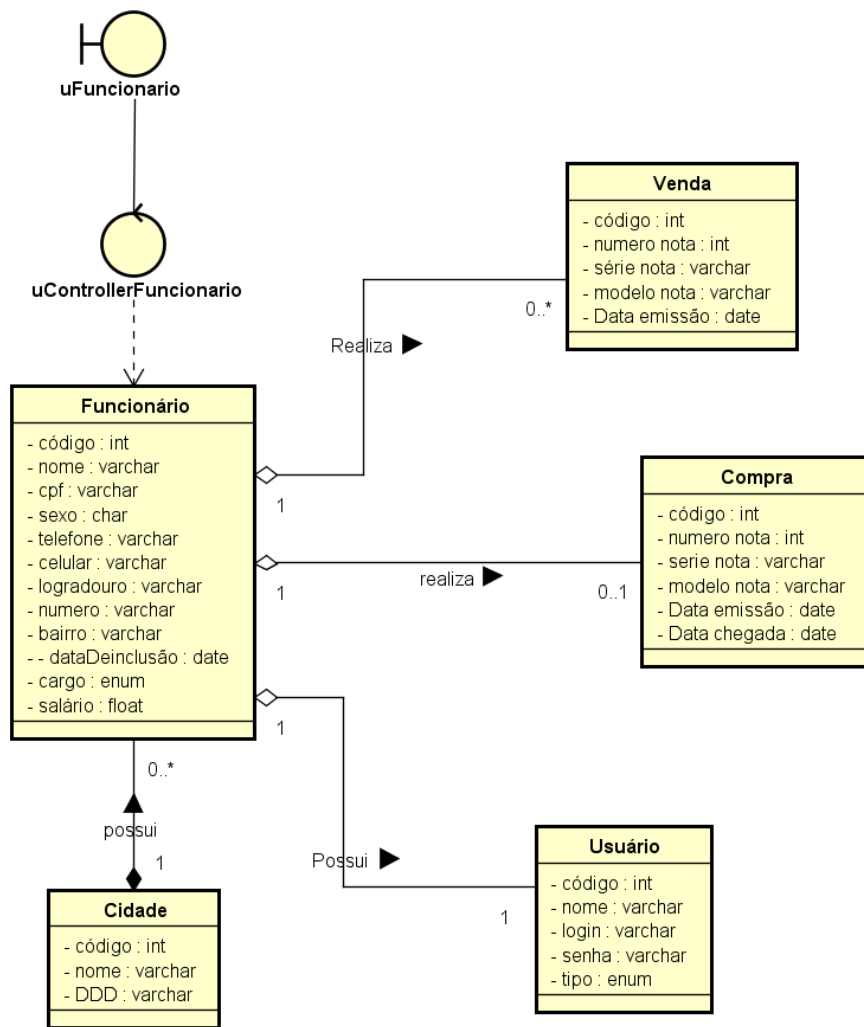 uFuncionario
uControllerFuncionario
Venda
- código : int
- numero nota : int
- série nota : varchar
- modelo nota : varchar
- Data emissão : date
0..*
Realiza
Funcionário
- código : int
- nome : varchar
- cpf : varchar
- sexo : char
- telefone : varchar
- celular : varchar
- logradouro : varchar
- numero : varchar
- bairro : varchar
- - dataDeinclusão : date
- cargo : enum
- salário : float
1
1
realiza
0..1
Compra
- código : int
- numero nota : int
- serie nota : varchar
- modelo nota : varchar
- Data emissão : date
- Data chegada : date
1
0..*
possui
1
Possui
1
Usuário
- código : int
- nome : varchar
- login : varchar
- senha : varchar
- tipo : enum
Cidade
- código : int
- nome : varchar
- DDD : varchar